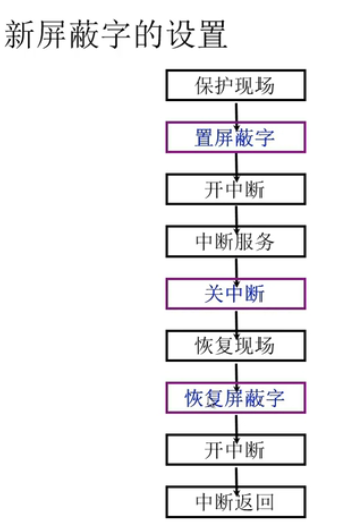 新屏蔽字的设置
保护现场
置屏蔽字
开中断
中断服务
关中断
恢复现场
恢复屏蔽字
开中断
中断返回